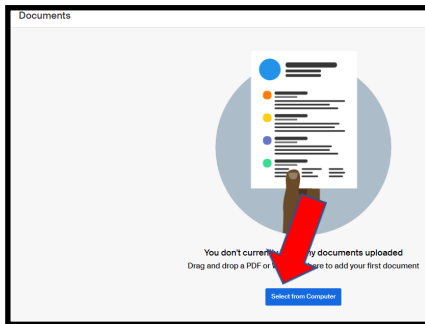 Documents
You don't currently ny documents uploaded
Drag and drop a PDF or here to add your first document
Select from Computer